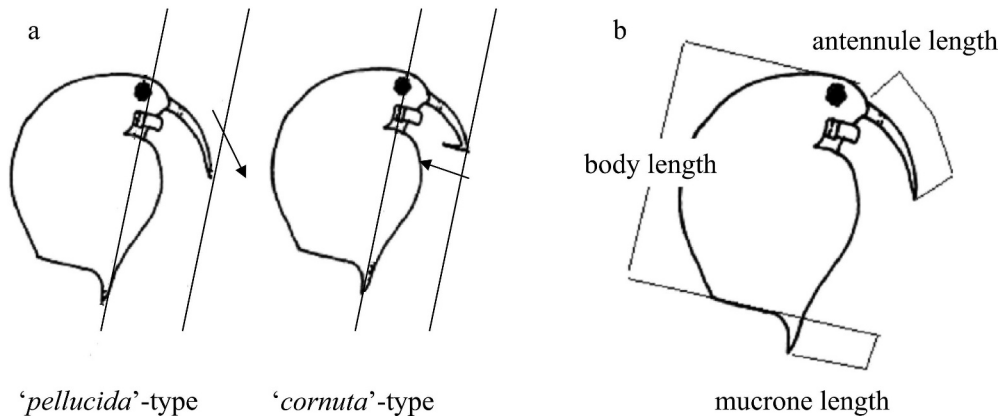 a
b
antennule length
body length
‘pellucida’-type
‘cornuta’-type
mucrone length